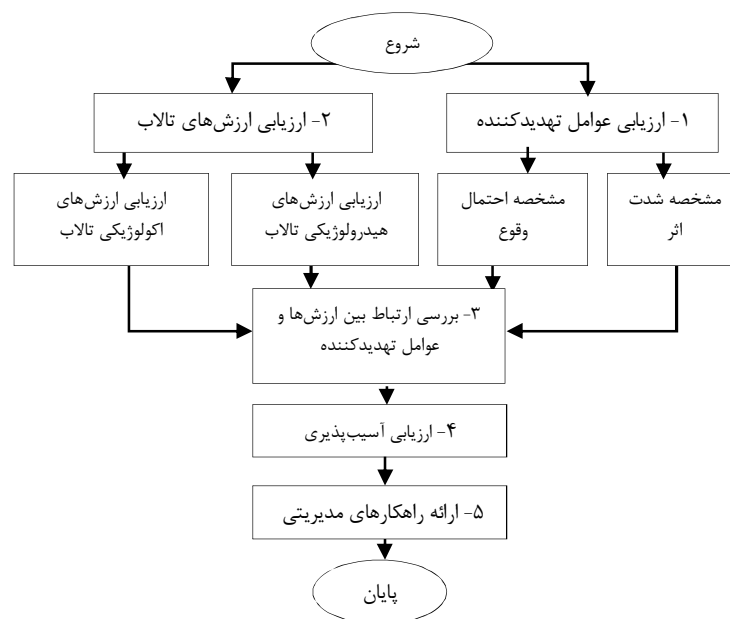 شروع
۱- ارزیابی عوامل تهدیدکننده
۲- ارزیابی ارزش‌های تالاب
مشخصه شدت
اثر
مشخصه احتمال
وقوع
ارزیابی ارزش‌های
هیدرولوژیکی تالاب
ارزیابی ارزش‌های
اکولوژیکی تالاب
۳- بررسی ارتباط بین ارزش‌ها و
عوامل تهدیدکننده
۴- ارزیابی آسیب‌پذیری
۵- ارائه راهکارهای مدیریتی
پایان